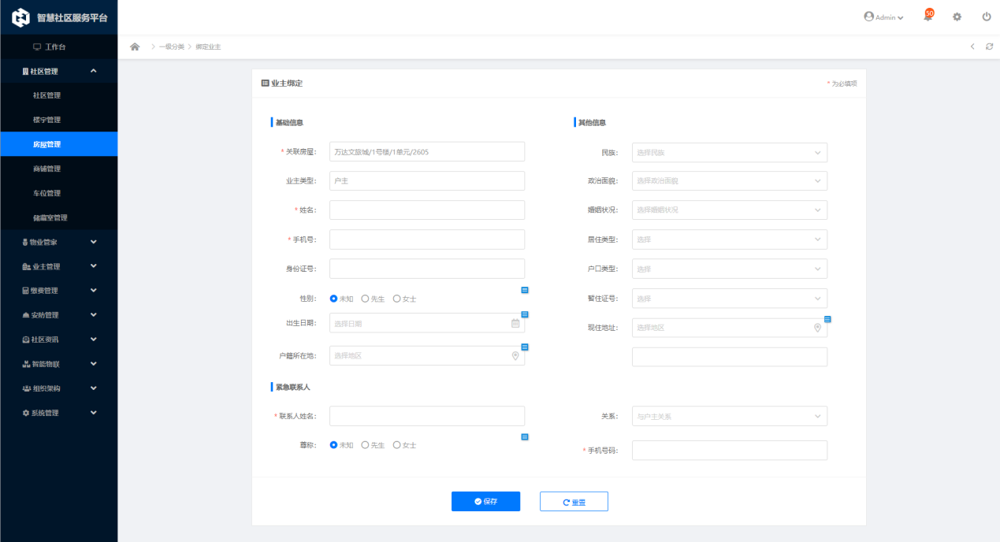 智慧社区服务平台
Admin
50
工作台
一级分类
绑定业主
社区管理
社区管理
楼宇管理
房屋管理
商铺管理
车位管理
储藏室管理
物业管家
业主管理
缴费管理
安防管理
社区资讯
智能物联
组织架构
系统管理
业主绑定
* 为必填项
基础信息
* 关联房屋: 万达文旅城/1号楼/1单元/2605
业主类型: 户主
* 姓名:
* 手机号:
身份证号:
性别: 未知 先生 女士
出生日期: 选择日期
户籍所在地: 选择地区
其他信息
民族: 选择民族
政治面貌: 选择政治面貌
婚姻状况: 选择婚姻状况
居住类型: 选择
户口类型: 选择
暂住证号: 选择
现住地址: 选择地区
紧急联系人
* 联系人姓名:
关系: 与户主关系
尊称: 未知 先生 女士
* 手机号码:
保存
重置